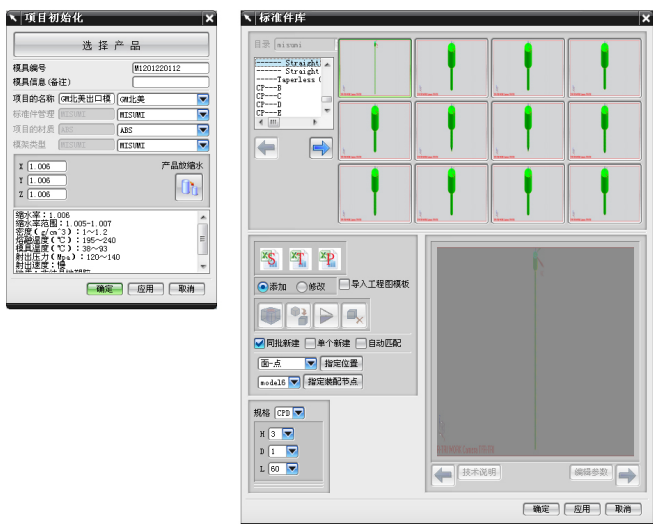 项目初始化
选 择 产 品
模具编号 M1201220112
模具信息(备注)
项目的名称 GM北美出口模 GM北美
标准件管理 MISUMI MISUMI
项目的材质 ABS ABS
模架类型 MISUMI MISUMI
X 1.006
Y 1.006
Z 1.006
产品放缩水
缩水率:1.006
缩水率范围:1.005-1.007
密度(g/cm^3):1~1.2
熔融温度(℃):195~240
模具温度(℃):38~93
射出压力(Mpa):120~140
射出速度:慢
确定 应用 取消
标准件库
目录 misumi
------ Straight
------ Straight
------Taperless (
CP---B
CP---C
CP---D
CP---E
添加 修改 导入工程图模板
同批新建 单个新建 自动匹配
面-点 指定位置
model6 指定装配节点
规格 CPD
H 3
D 1
L 60
技术说明 编辑参数
确定 应用 取消